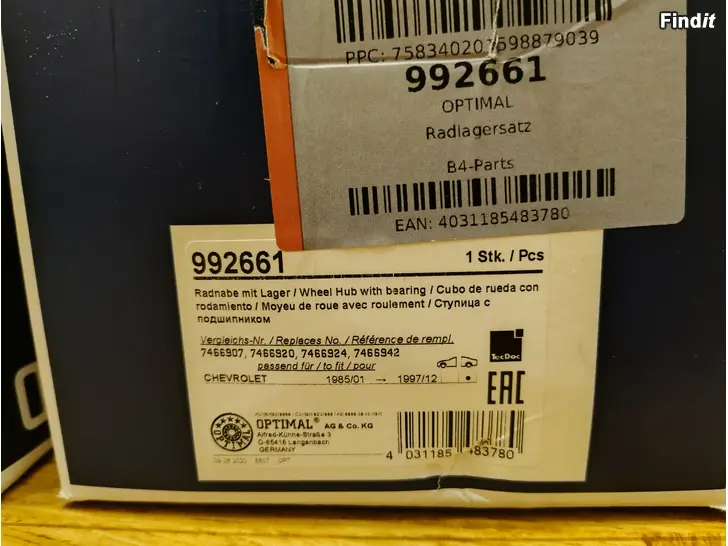 Findit
PPC: 758340201598879039
992661
OPTIMAL
Radlagersatz
B4-Parts
EAN: 4031185483780
992661
1 Stk. / Pcs
Radnabe mit Lager / Wheel Hub with bearing / Cubo de rueda con
rodamiento / Moyeu de roue avec roulement / Ступица с
подшипником
Vergleichs-Nr. / Replaces No. / Référence de rempl.
7466907, 7466920, 7466924, 7466942
passend für / to fit / pour
CHEVROLET 1985/01 → 1997/12
TecDoc
EAC
OPTIMAL
OPTIMAL® AG & Co. KG
Alfred-Kühne-Straße 3
D-85416 Langenbach
GERMANY
4 031185 483780